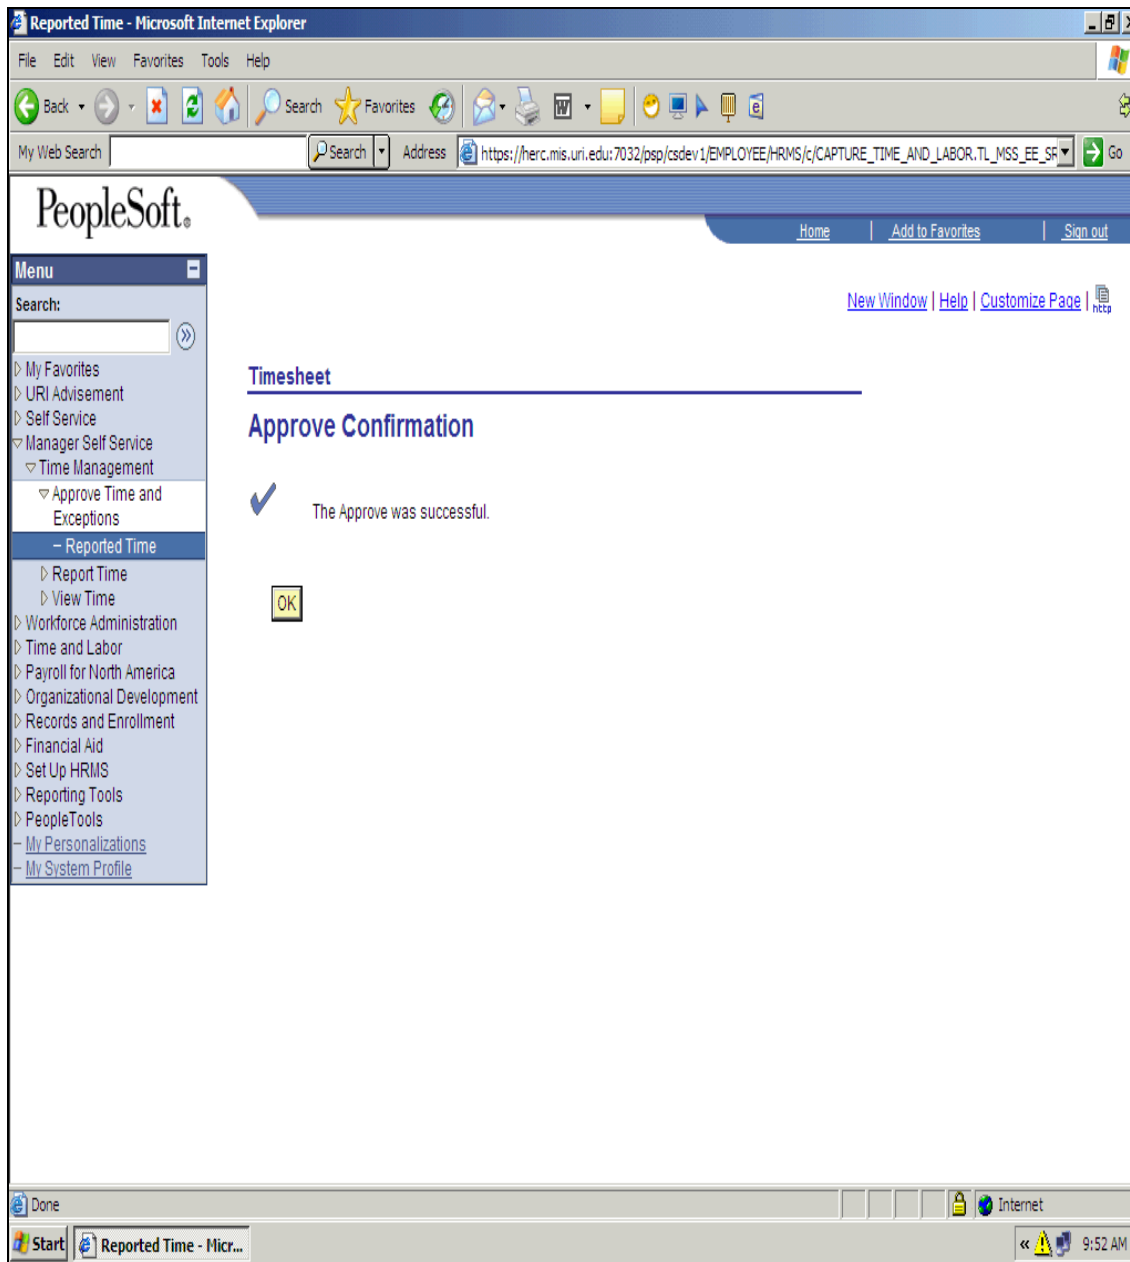 Reported Time - Microsoft Internet Explorer
File Edit View Favorites Tools Help
Back Search Favorites
My Web Search Search Address https://herc.mis.uri.edu:7032/psp/csdev1/EMPLOYEE/HRMS/c/CAPTURE_TIME_AND_LABOR.TL_MSS_EE_SR Go
PeopleSoft®
Home | Add to Favorites | Sign out
New Window | Help | Customize Page | http
Menu
Search:
My Favorites
URI Advisement
Self Service
Manager Self Service
Time Management
Approve Time and
Exceptions
– Reported Time
Report Time
View Time
Workforce Administration
Time and Labor
Payroll for North America
Organizational Development
Records and Enrollment
Financial Aid
Set Up HRMS
Reporting Tools
PeopleTools
– My Personalizations
– My System Profile
Timesheet
Approve Confirmation
The Approve was successful.
OK
Done Internet
Start Reported Time - Micr... « 9:52 AM